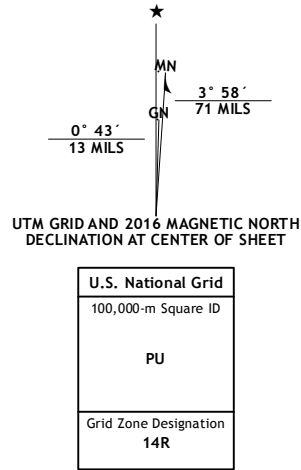 ★
MN
3° 58´
71 MILS
GN
0° 43´
13 MILS
UTM GRID AND 2016 MAGNETIC NORTH
DECLINATION AT CENTER OF SHEET
U.S. National Grid
100,000-m Square ID
PU
Grid Zone Designation
14R